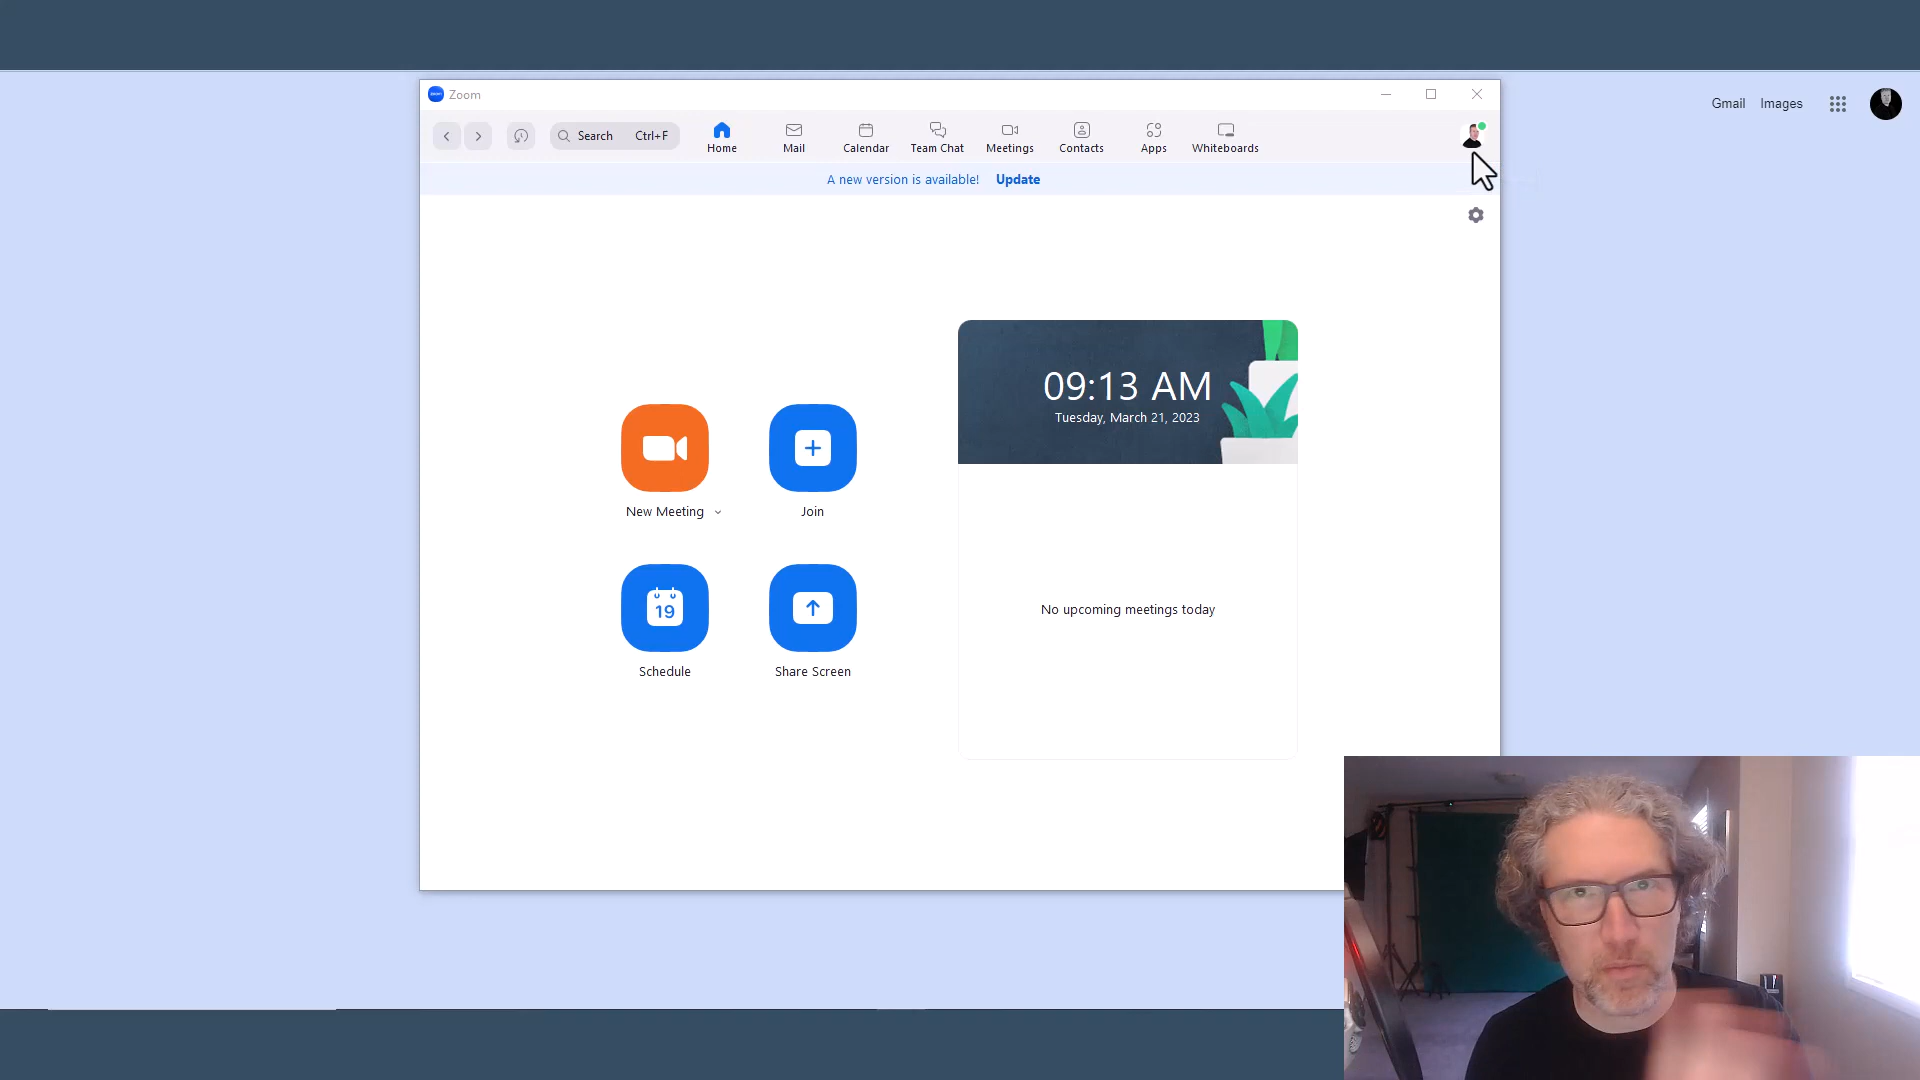 Zoom
Gmail Images
Search Ctrl+F
Home
Mail
Calendar
Team Chat
Meetings
Contacts
Apps
Whiteboards
A new version is available! Update
09:13 AM
Tuesday, March 21, 2023
New Meeting
Join
19
Schedule
Share Screen
No upcoming meetings today